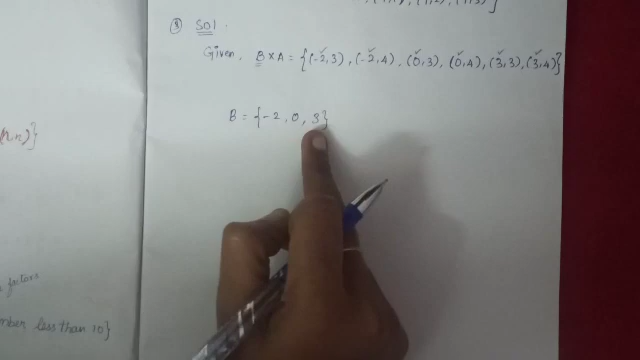 ⑧ Sol.
Given, B×A = {(-2,3), (-2,4), (0,3), (0,4), (3,3), (3,4)}
B = {-2, 0, 3}
n)}
factors
mber less than 10}